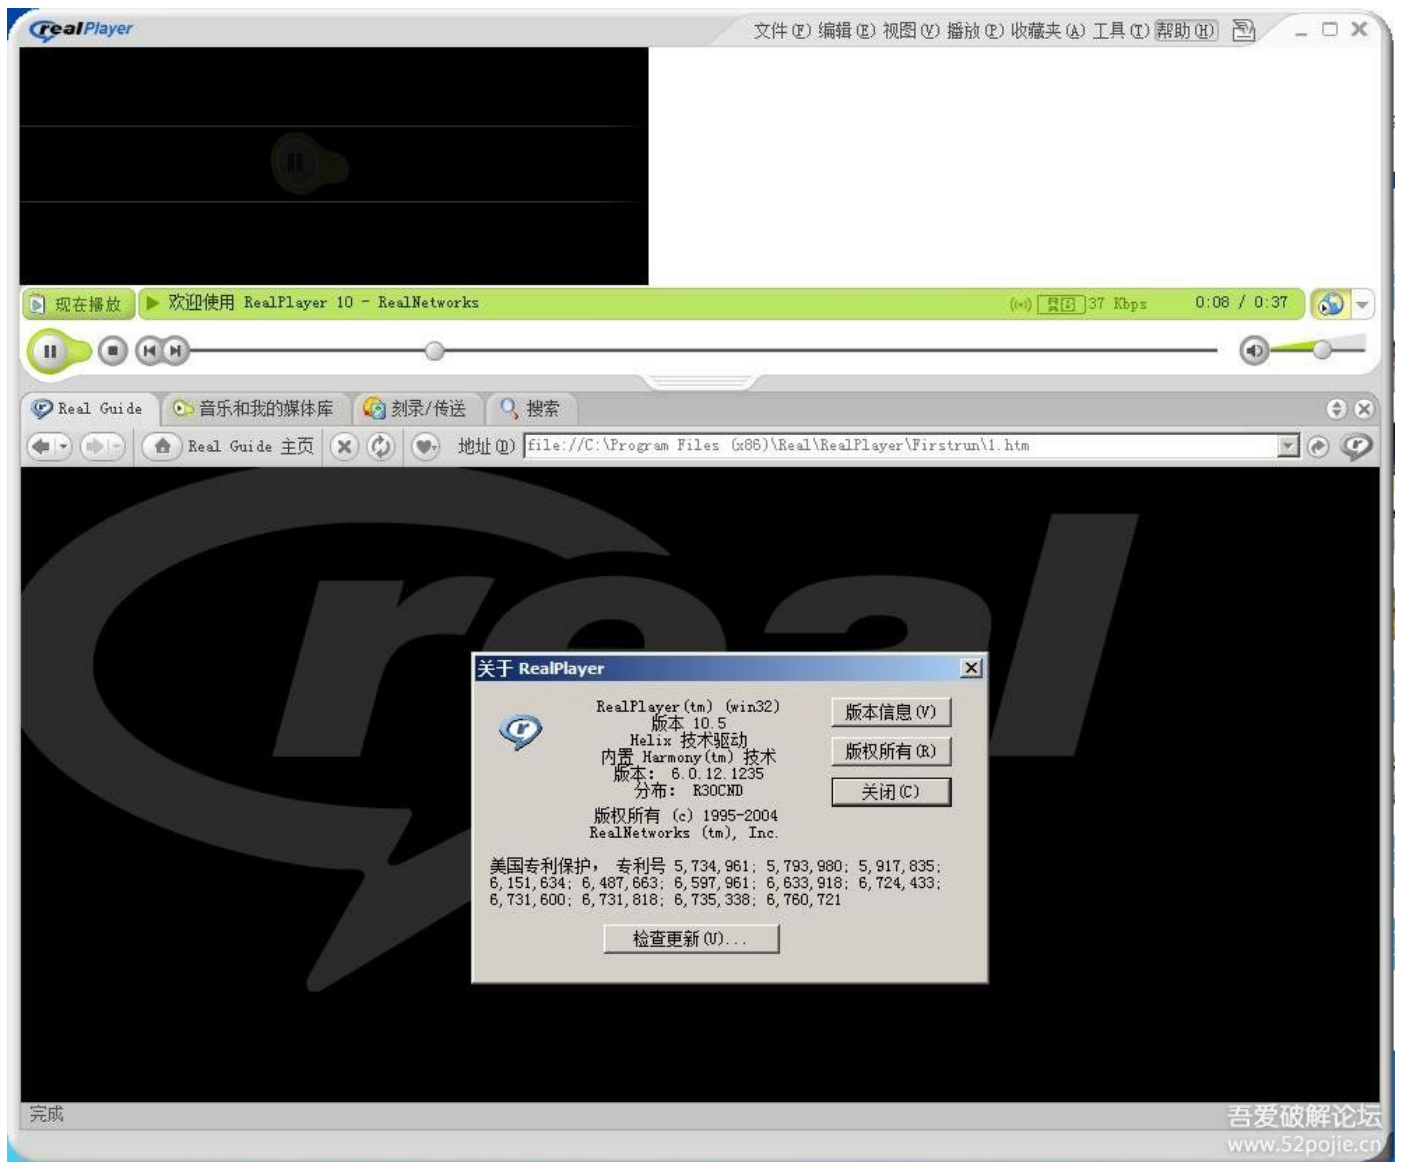 realPlayer
文件(F) 编辑(E) 视图(V) 播放(P) 收藏夹(A) 工具(T) 帮助(H)
现在播放 欢迎使用 RealPlayer 10 - RealNetworks 37 Kbps 0:08 / 0:37
Real Guide 音乐和我的媒体库 刻录/传送 搜索
Real Guide 主页 地址(D) file://C:\Program Files (x86)\Real\RealPlayer\Firstrun\1.htm
real
关于 RealPlayer
RealPlayer(tm) (win32)
版本 10.5
Helix 技术驱动
内置 Harmony(tm) 技术
版本: 6.0.12.1235
分布: R30CND
版权所有 (c) 1995-2004
RealNetworks (tm), Inc.
版本信息(V)
版权所有(R)
关闭(C)
美国专利保护， 专利号 5,734,961; 5,793,980; 5,917,835;
6,151,634; 6,487,663; 6,597,961; 6,633,918; 6,724,433;
6,731,600; 6,731,818; 6,735,338; 6,760,721
检查更新(U)...
完成
吾爱破解论坛
www.52pojie.cn